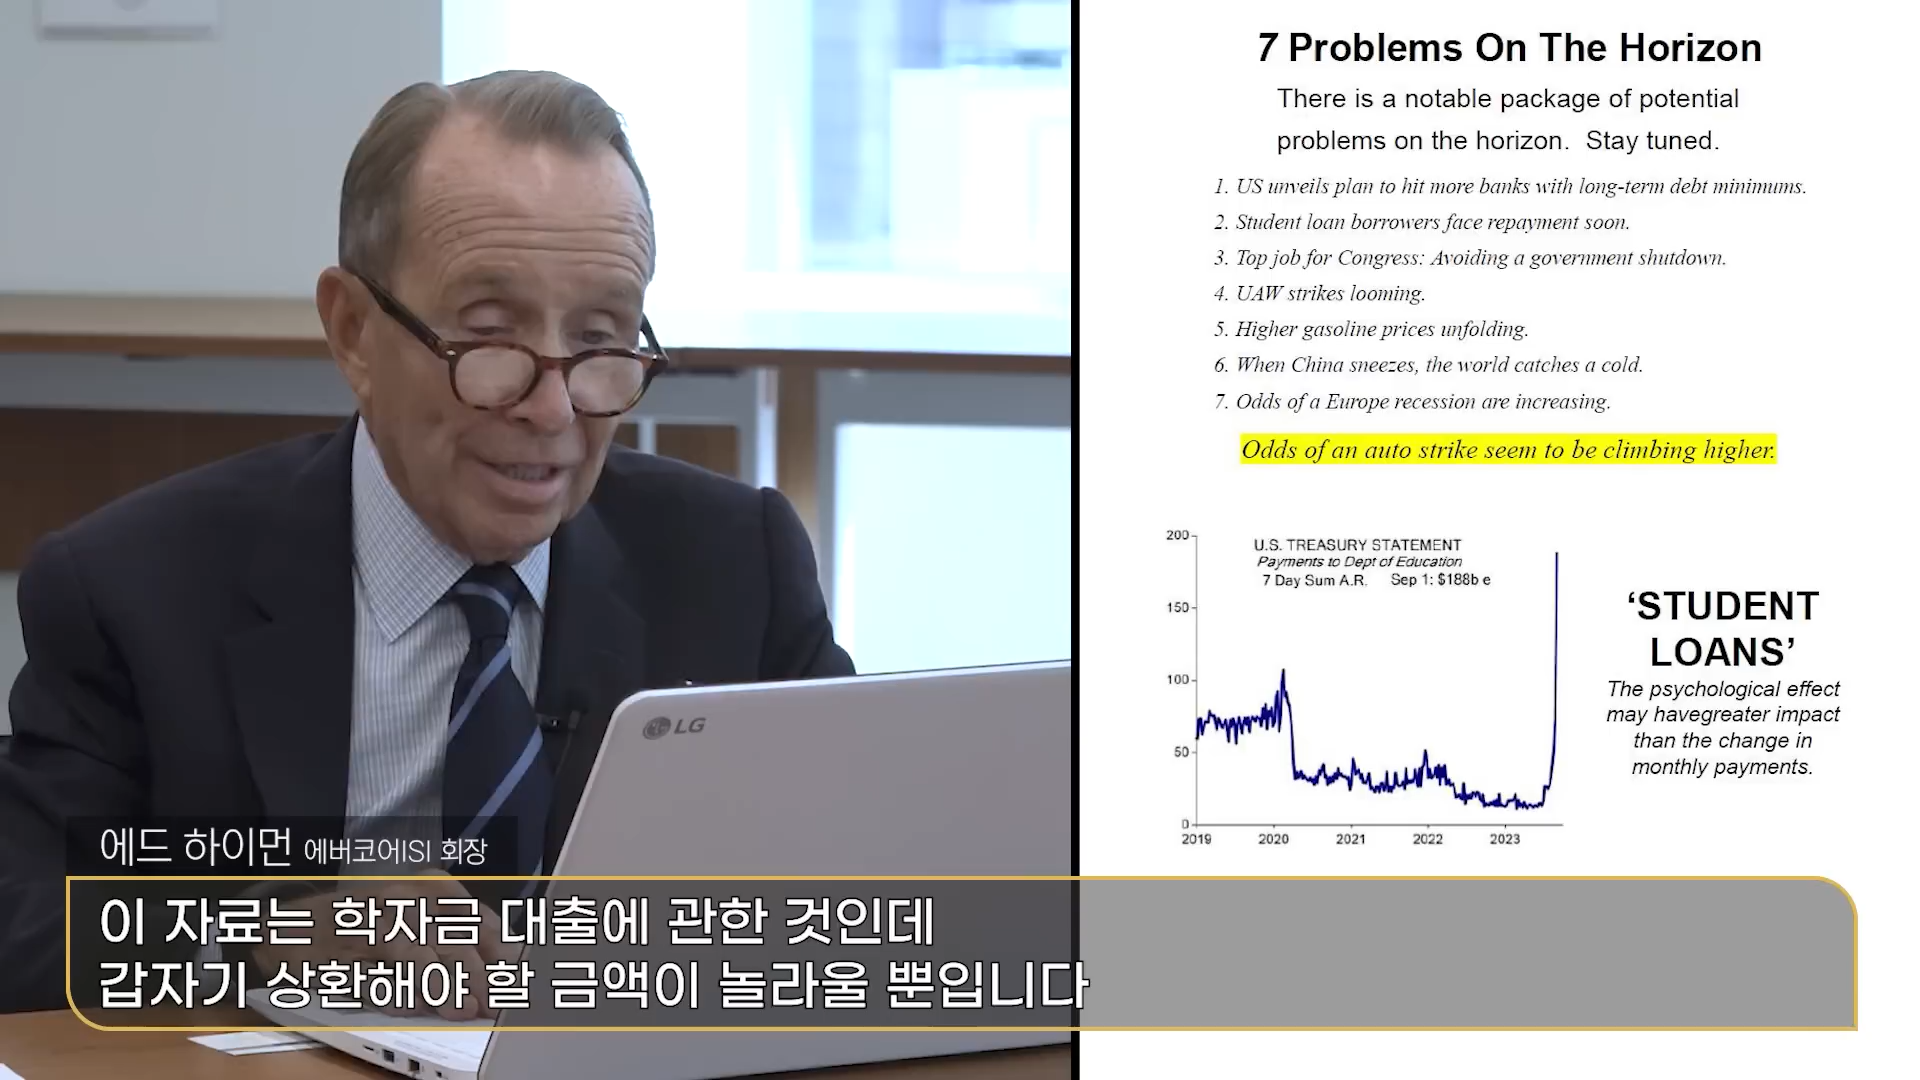 7 Problems On The Horizon
There is a notable package of potential
problems on the horizon.  Stay tuned.
1. US unveils plan to hit more banks with long-term debt minimums.
2. Student loan borrowers face repayment soon.
3. Top job for Congress: Avoiding a government shutdown.
4. UAW strikes looming.
5. Higher gasoline prices unfolding.
6. When China sneezes, the world catches a cold.
7. Odds of a Europe recession are increasing.
Odds of an auto strike seem to be climbing higher.
U.S. TREASURY STATEMENT
Payments to Dept of Education
7 Day Sum A.R. Sep 1: $188b e
200
150
100
50
0
2019 2020 2021 2022 2023
‘STUDENT
LOANS’
The psychological effect
may havegreater impact
than the change in
monthly payments.
LG
에드 하이먼 에버코어ISI 회장
이 자료는 학자금 대출에 관한 것인데
갑자기 상환해야 할 금액이 놀라울 뿐입니다